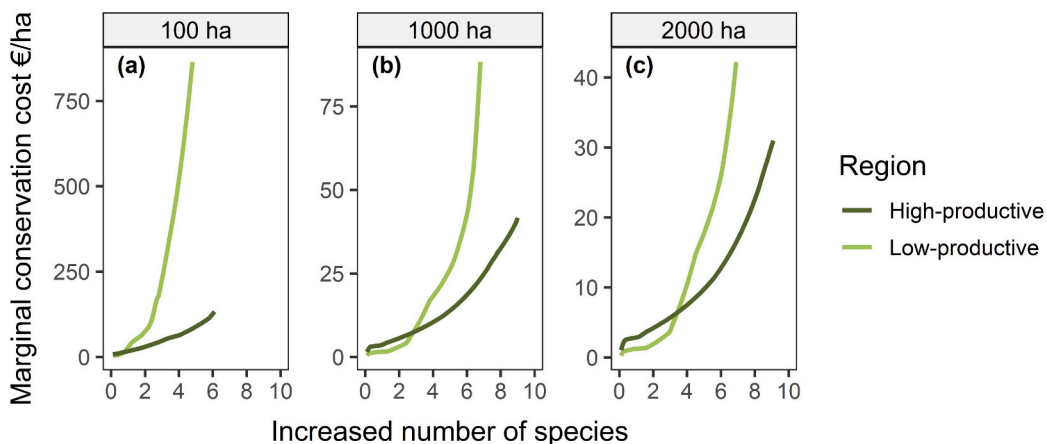 100 ha
1000 ha
2000 ha
Marginal conservation cost €/ha
(a)
750
500
250
0
0 2 4 6 8 10
(b)
75
50
25
0
0 2 4 6 8 10
(c)
40
30
20
10
0
0 2 4 6 8 10
Increased number of species
Region
High-productive
Low-productive